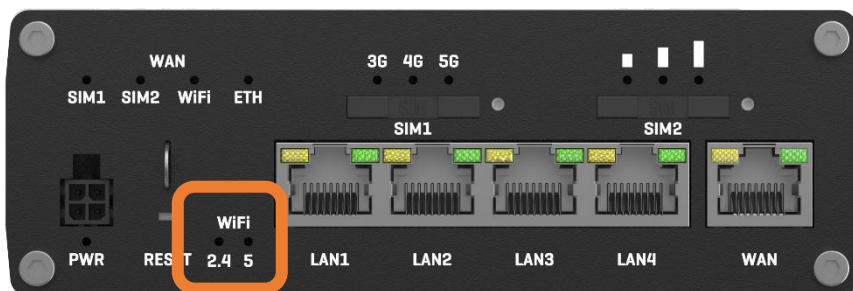 WAN
SIM1 SIM2 WiFi ETH
3G 4G 5G
SIM1
SIM2
WiFi
PWR RESET 2.4 5 LAN1 LAN2 LAN3 LAN4 WAN